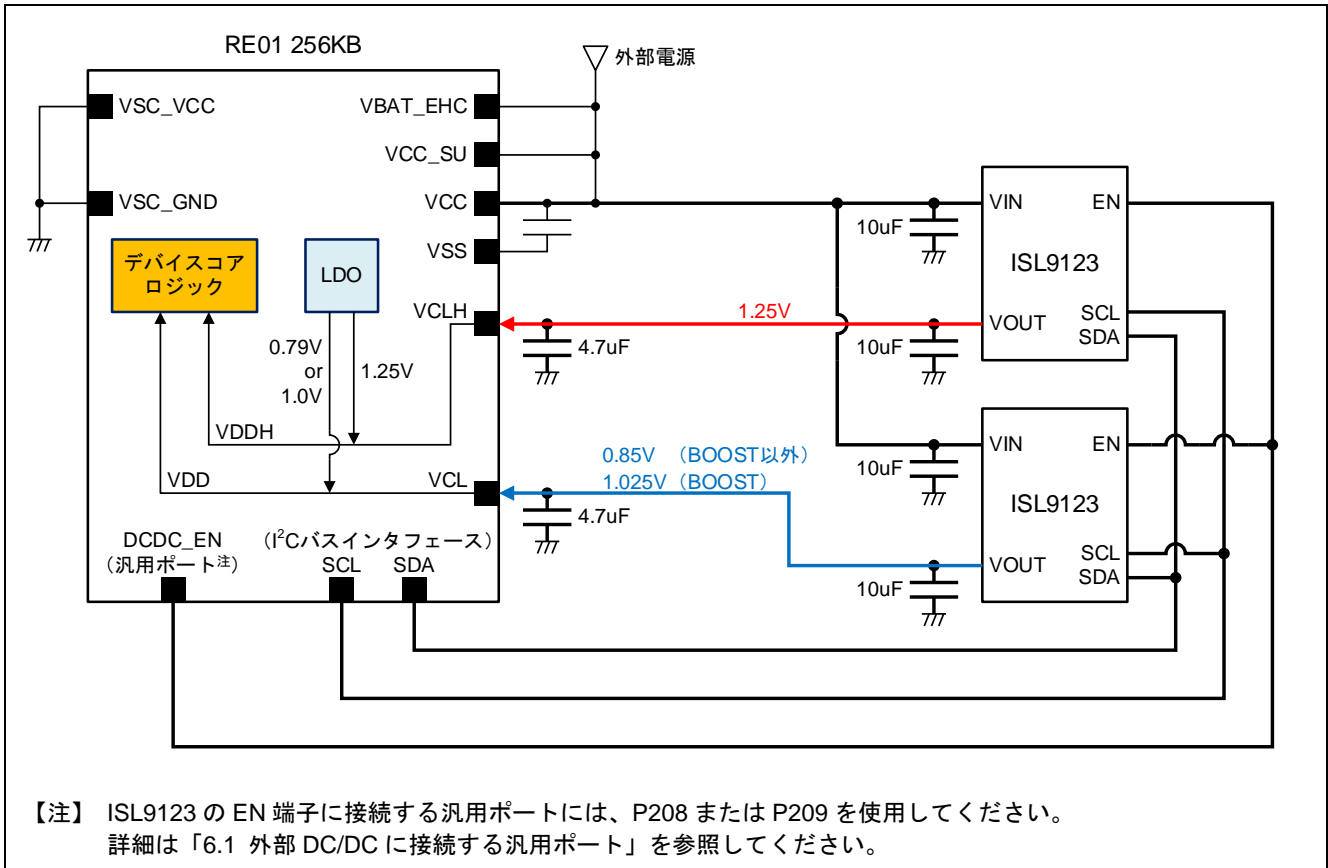 RE01 256KB
外部電源
VSC_VCC
VBAT_EHC
VCC_SU
VSC_GND
VCC
VSS
デバイスコア
ロジック
LDO
VCLH
0.79V
or
1.0V
1.25V
VDDH
VDD
VCL
DCDC_EN
(汎用ポート注)
(I2Cバスインタフェース)
SCL
SDA
1.25V
4.7uF
0.85V (BOOST以外)
1.025V (BOOST)
4.7uF
10uF
VIN
EN
ISL9123
VOUT
SCL
SDA
10uF
10uF
VIN
EN
ISL9123
VOUT
SCL
SDA
10uF
【注】 ISL9123 の EN 端子に接続する汎用ポートには、P208 または P209 を使用してください。
詳細は「6.1 外部 DC/DC に接続する汎用ポート」を参照してください。